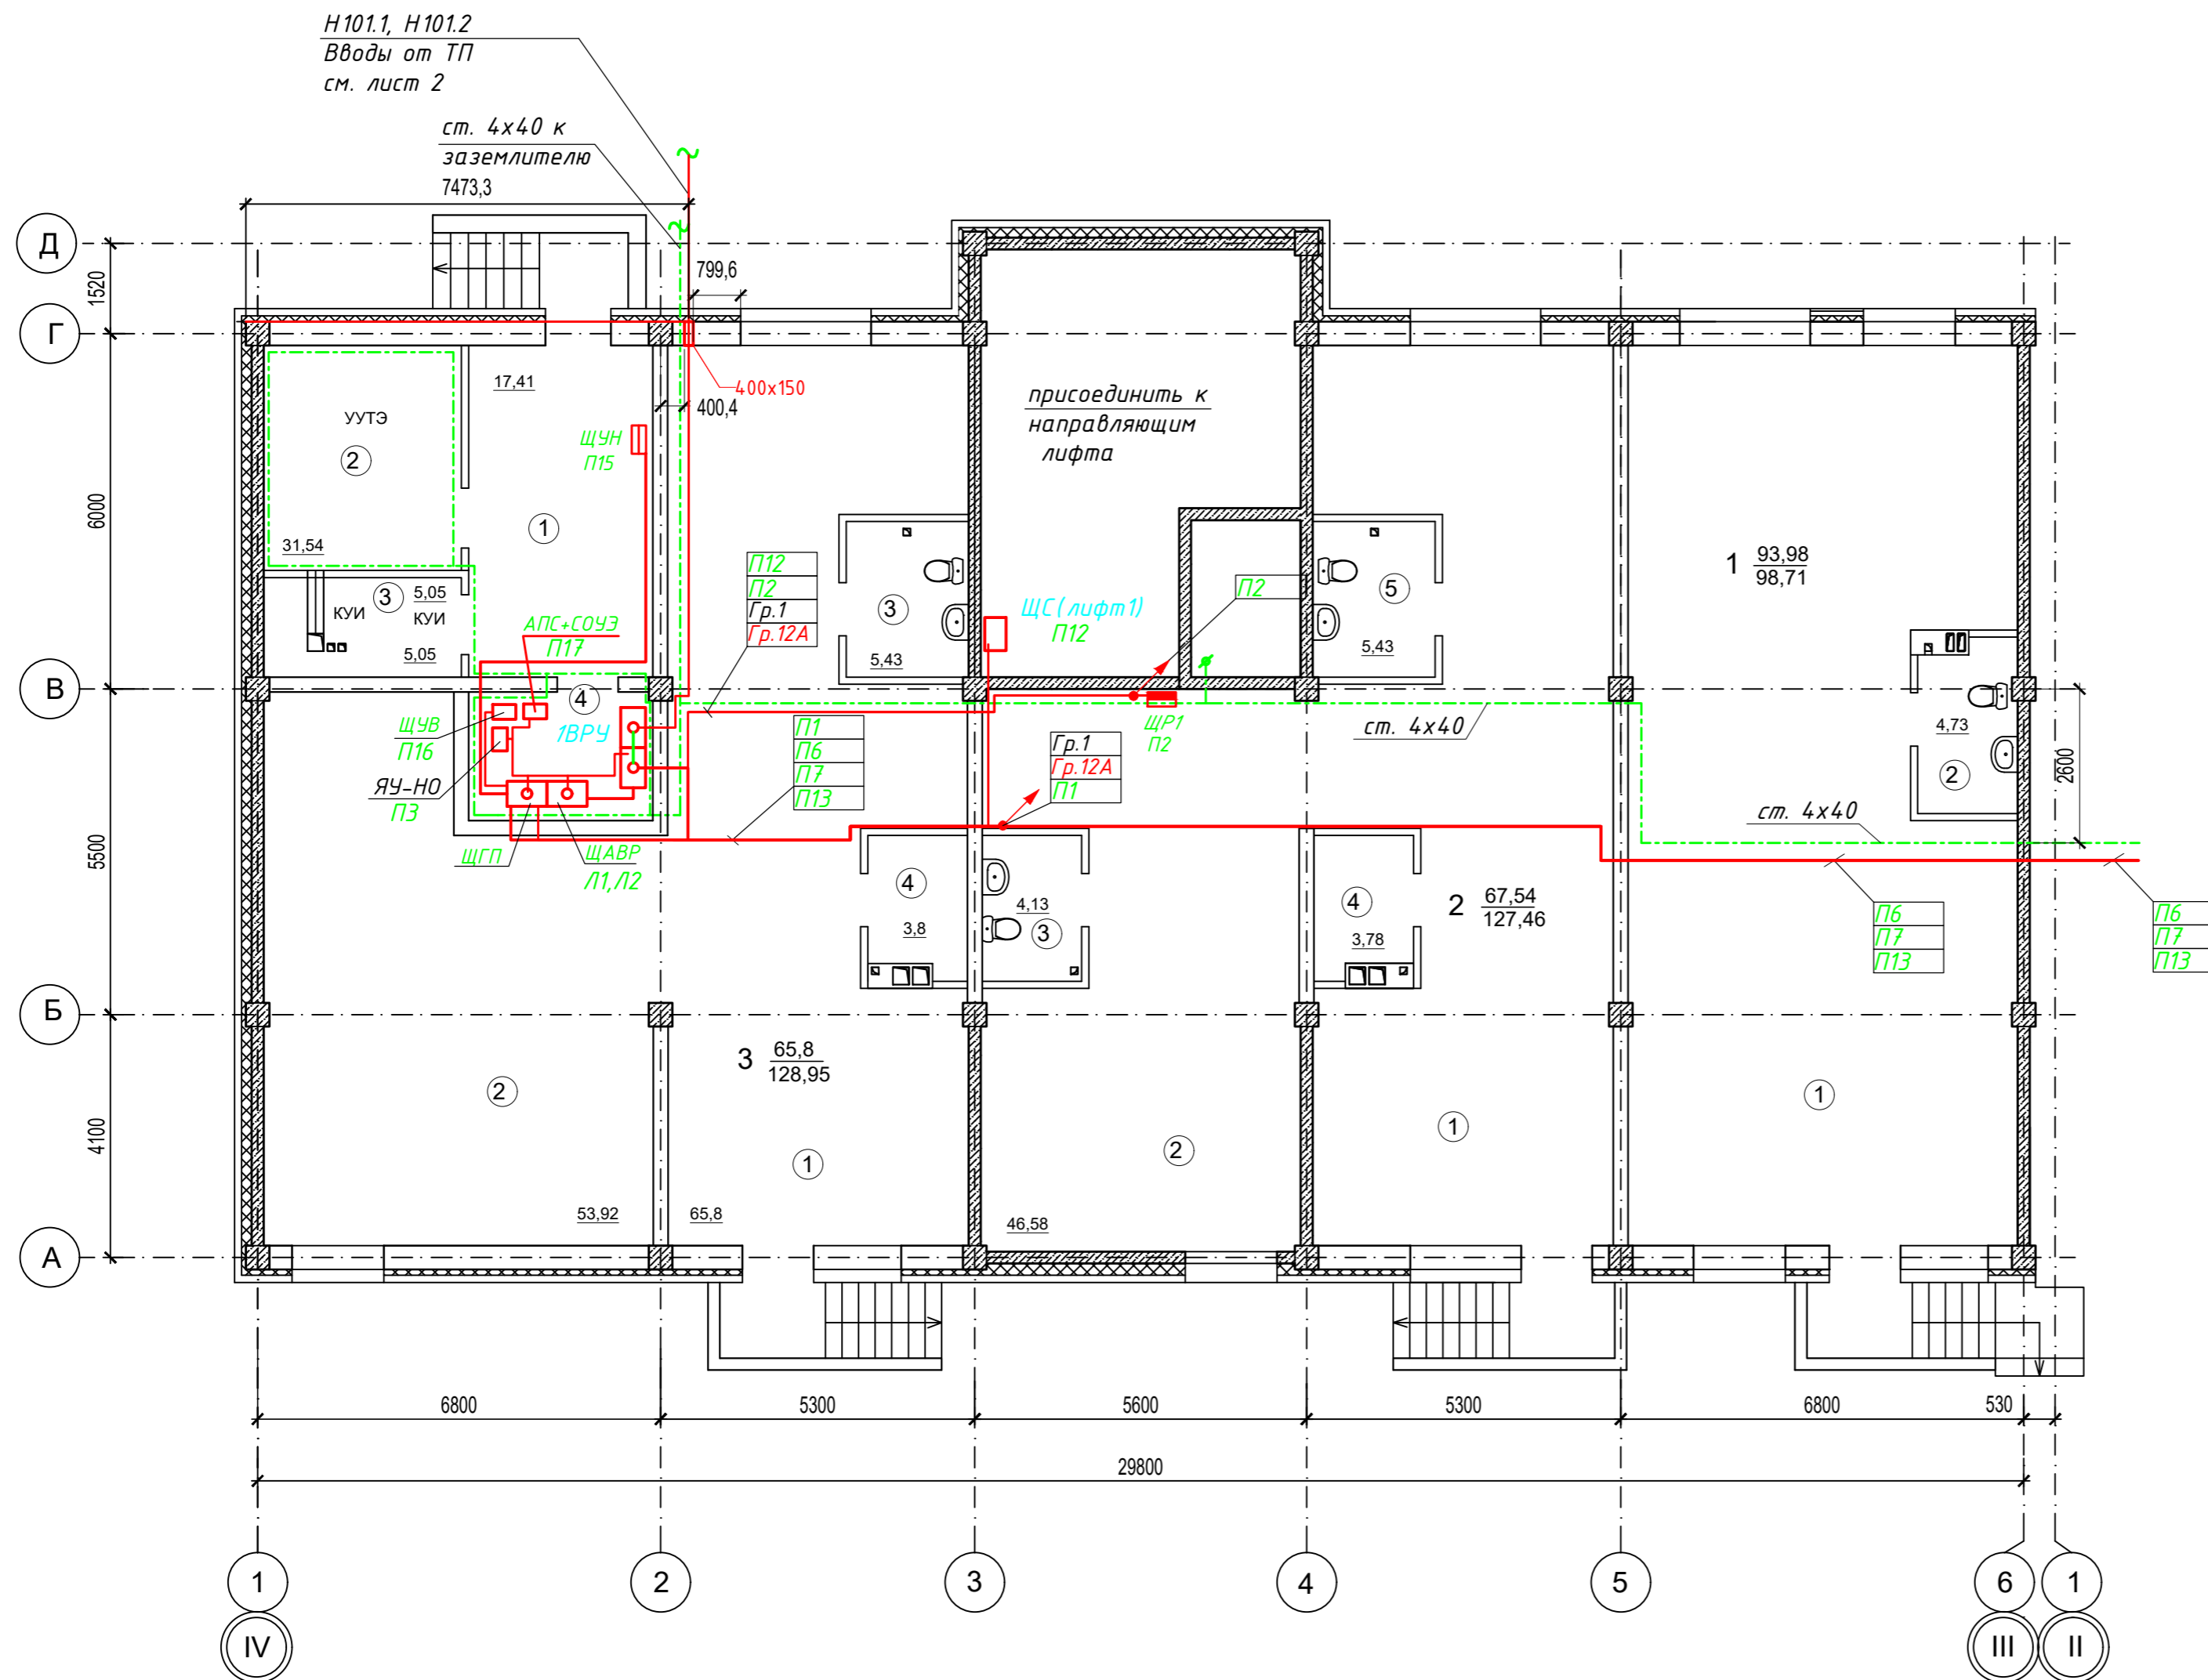 Н101.1, Н101.2
Вводы от ТП
см. лист 2
ст. 4х40 к
заземлителю
7473,3
Д
799,6
1520
Г
400х150
400,4
17,41
УУТЭ
2
ЩУН
П15
присоединить к
направляющим
лифта
6000
31,54
1
1 93,98
98,71
П12
П2
Гр.1
Гр.12А
3
5,43
ЩС(лифт1)
П12
П2
5
5,43
3
5,05
КУИ
КУИ
5,05
АПС+СОУЭ
П17
В
4
1ВРУ
ЩУВ
П16
ЯУ-НО
П3
ЩГП
ЩАВР
Л1,Л2
П1
П6
П7
П13
ЩР1
П2
Гр.1
Гр.12А
П1
ст. 4х40
4,73
2
2600
ст. 4х40
5500
4
3,8
4,13
3
4
3,78
2 67,54
127,46
П6
П7
П13
П6
П7
П13
Б
3 65,8
128,95
2
1
2
1
1
4100
53,92
65,8
46,58
А
6800
5300
5600
5300
6800
530
29800
1
2
3
4
5
6
1
IV
III
II